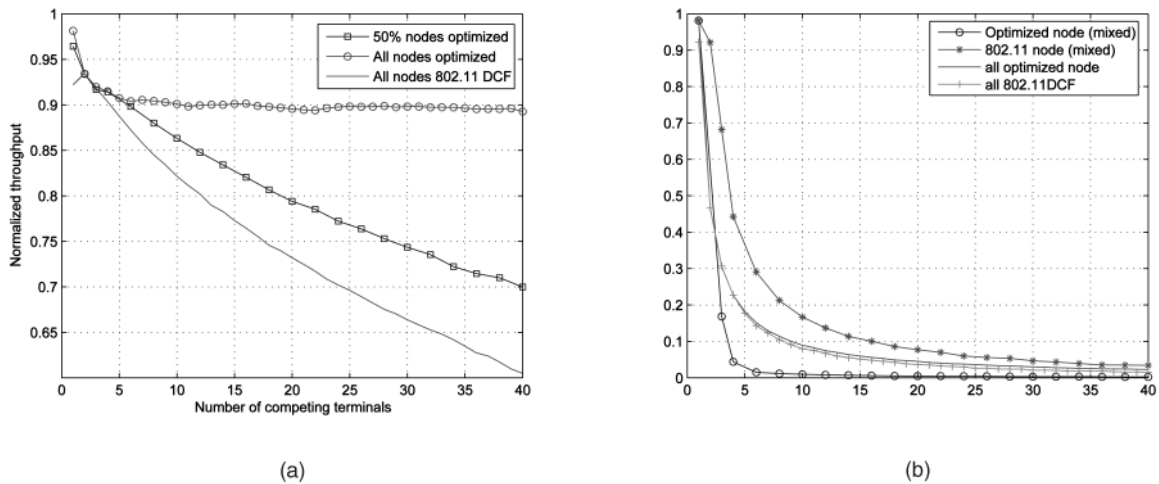 1
0.95
0.9
0.85
0.8
0.75
0.7
0.65
Normalized throughput
50% nodes optimized
All nodes optimized
All nodes 802.11 DCF
0 5 10 15 20 25 30 35 40
Number of competing terminals
(a)
1
0.9
0.8
0.7
0.6
0.5
0.4
0.3
0.2
0.1
0
Optimized node (mixed)
802.11 node (mixed)
all optimized node
all 802.11DCF
0 5 10 15 20 25 30 35 40
(b)